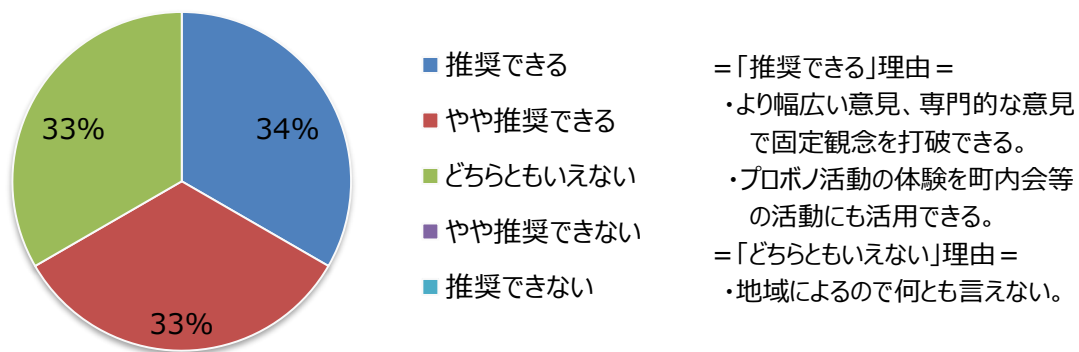 33%
34%
33%
推奨できる
やや推奨できる
どちらともいえない
やや推奨できない
推奨できない
=「推奨できる」理由=
・より幅広い意見、専門的な意見
で固定観念を打破できる。
・プロボノ活動の体験を町内会等
の活動にも活用できる。
=「どちらともいえない」理由=
・地域によるので何とも言えない。